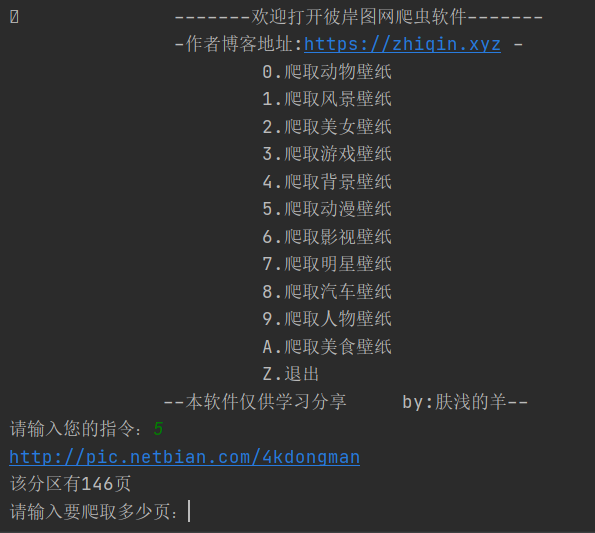 -------欢迎打开彼岸图网爬虫软件-------
-作者博客地址:https://zhiqin.xyz -
0.爬取动物壁纸
1.爬取风景壁纸
2.爬取美女壁纸
3.爬取游戏壁纸
4.爬取背景壁纸
5.爬取动漫壁纸
6.爬取影视壁纸
7.爬取明星壁纸
8.爬取汽车壁纸
9.爬取人物壁纸
A.爬取美食壁纸
Z.退出
--本软件仅供学习分享     by:肤浅的羊--
请输入您的指令：5
http://pic.netbian.com/4kdongman
该分区有146页
请输入要爬取多少页：